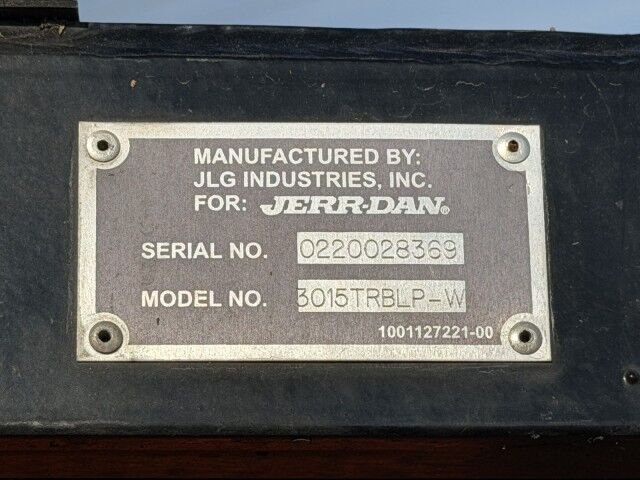 MANUFACTURED BY:
JLG INDUSTRIES, INC.
FOR: JERR-DAN®
SERIAL NO. 0220028369
MODEL NO. 3015TRBLP-W
1001127221-00